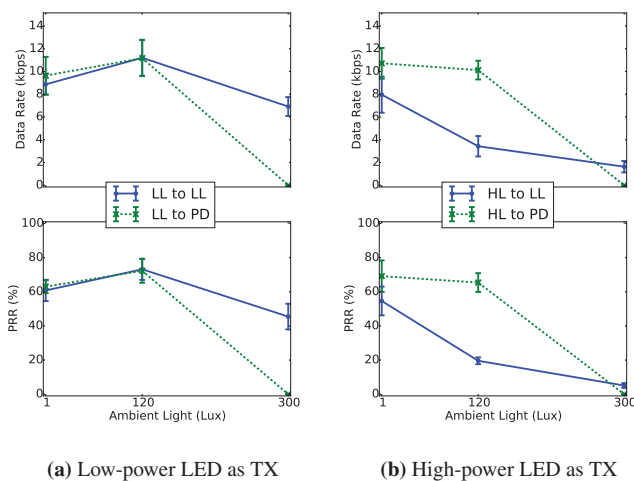 14
12
10
8
6
4
2
0
Data Rate (kbps)
14
12
10
8
6
4
2
0
Data Rate (kbps)
LL to LL
LL to PD
HL to LL
HL to PD
100
80
60
40
20
0
PRR (%)
1 120 300
Ambient Light (Lux)
100
80
60
40
20
0
PRR (%)
1 120 300
Ambient Light (Lux)
(a) Low-power LED as TX
(b) High-power LED as TX